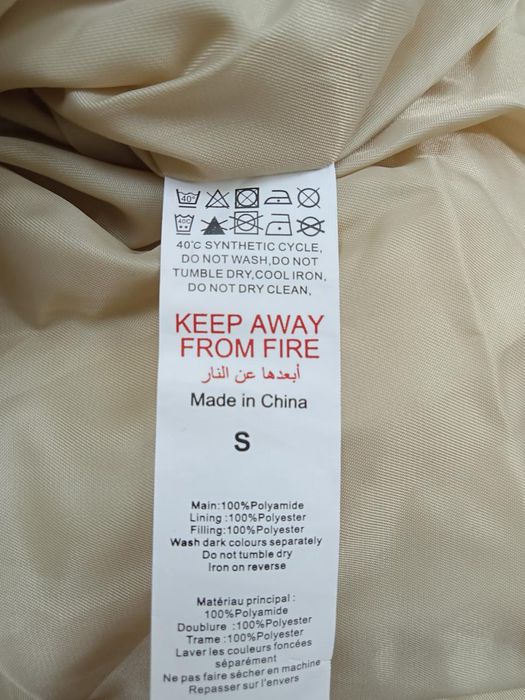 40
40C
40°C SYNTHETIC CYCLE,
DO NOT WASH,DO NOT
TUMBLE DRY,COOL IRON,
DO NOT DRY CLEAN,
KEEP AWAY
FROM FIRE
أبعدها عن النار
Made in China
S
Main:100%Polyamide
Lining :100%Polyester
Filling:100%Polyester
Wash dark colours separately
Do not tumble dry
Iron on reverse
Matériau principal :
100%Polyamide
Doublure :100%Polyester
Trame :100%Polyester
Laver les couleurs foncées
séparément
Ne pas faire sécher en machine
Repasser sur l'envers